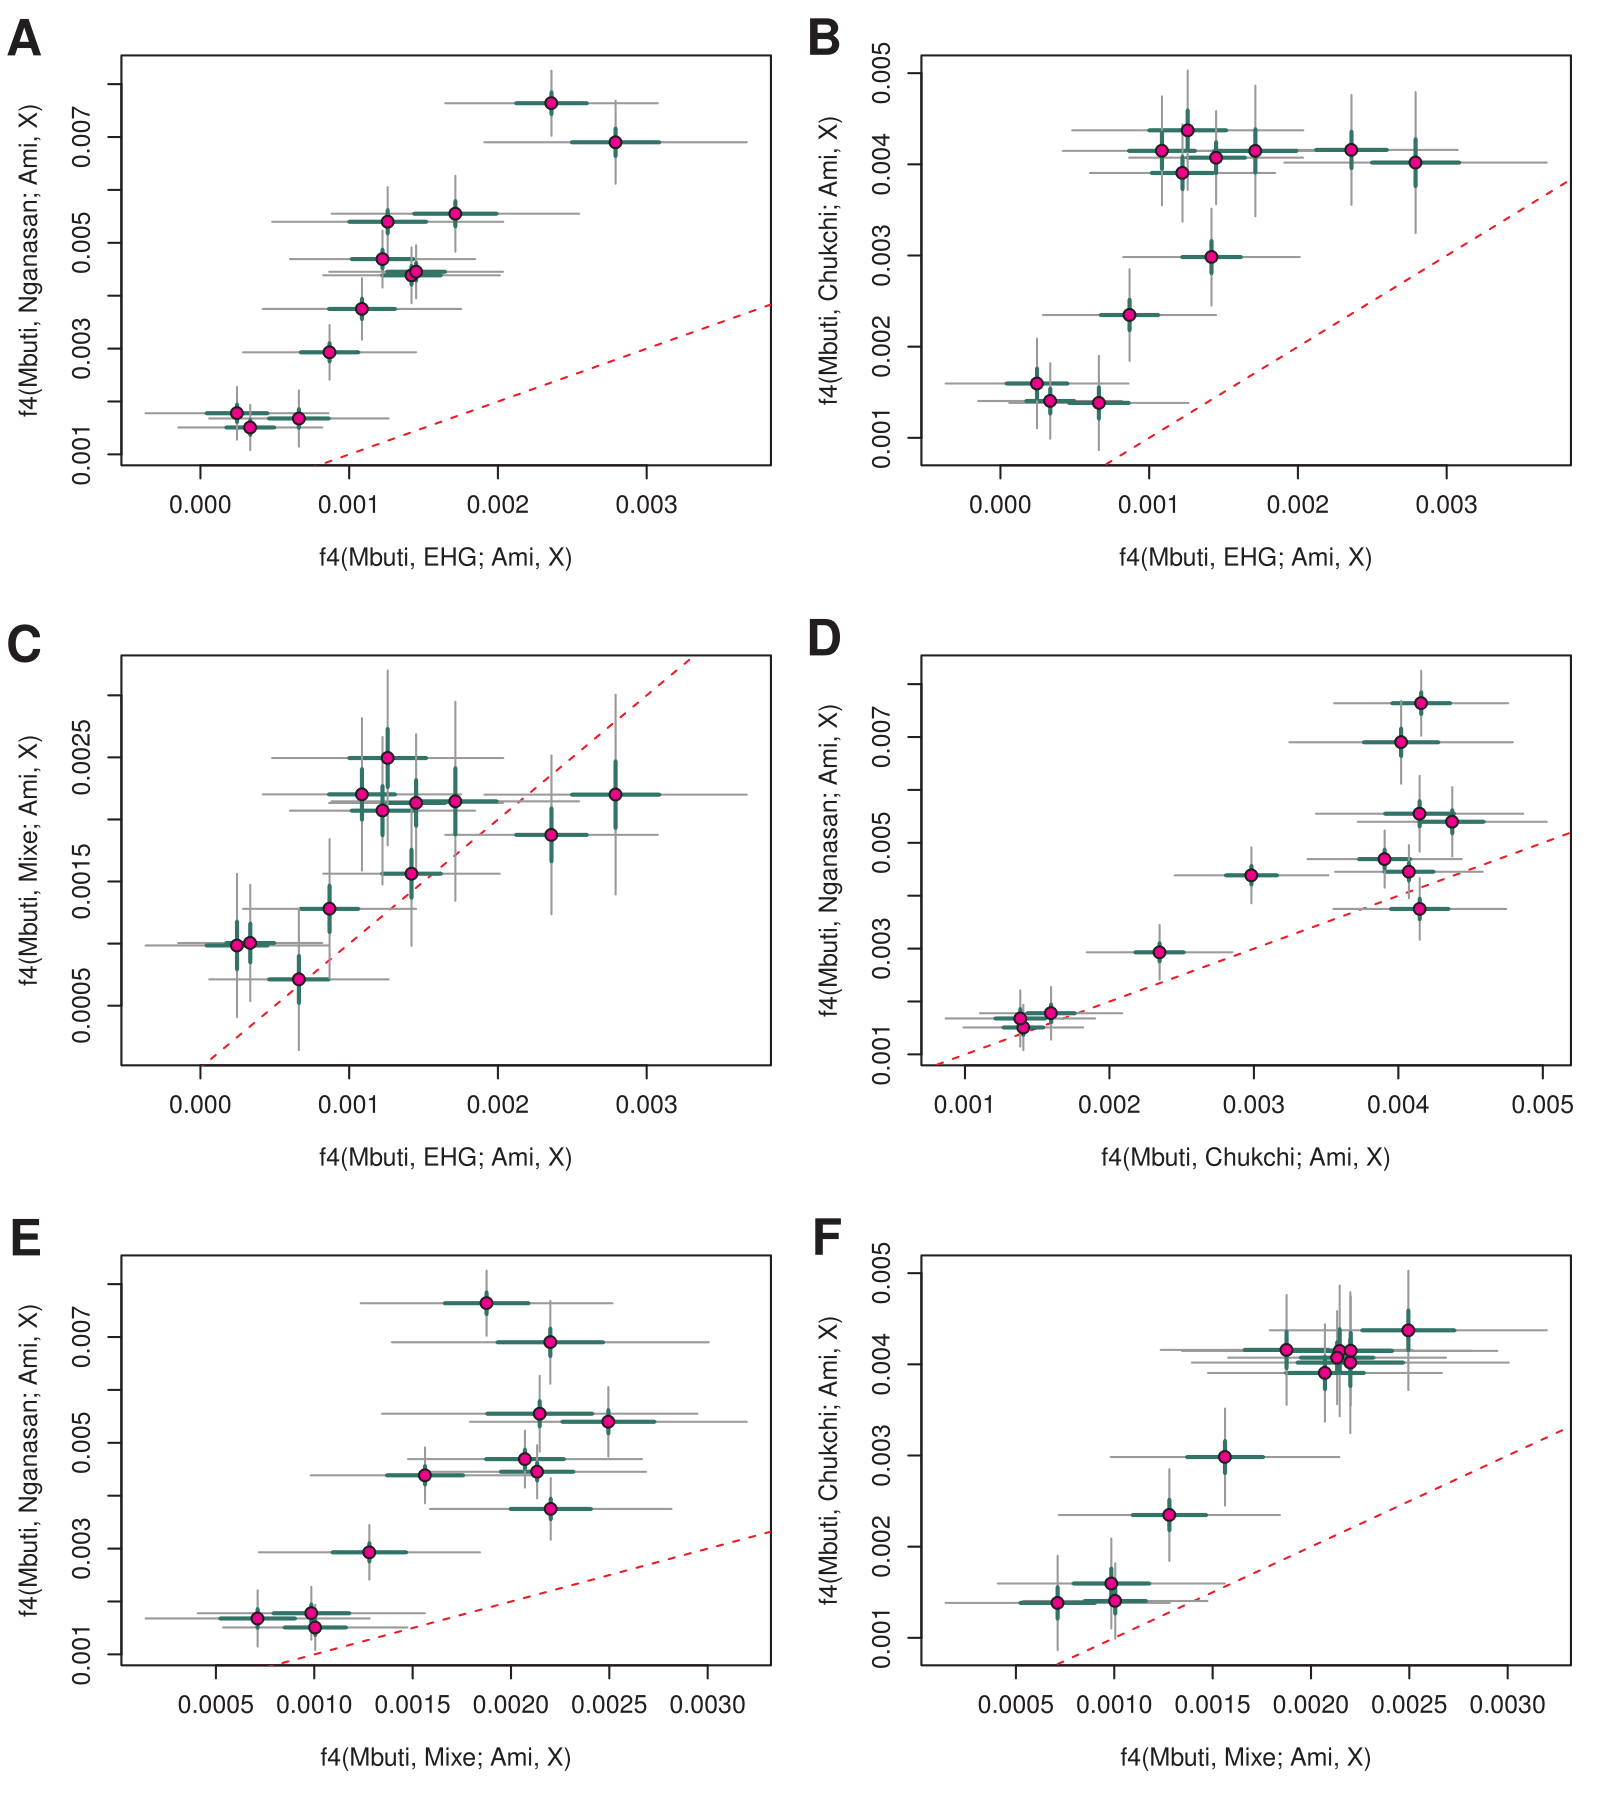 A
f4(Mbuti, Nganasan; Ami, X)
0.007
0.005
0.003
0.001
0.000 0.001 0.002 0.003
f4(Mbuti, EHG; Ami, X)
B
f4(Mbuti, Chukchi; Ami, X)
0.005
0.004
0.003
0.002
0.001
0.000 0.001 0.002 0.003
f4(Mbuti, EHG; Ami, X)
C
f4(Mbuti, Mixe; Ami, X)
0.0025
0.0015
0.0005
0.000 0.001 0.002 0.003
f4(Mbuti, EHG; Ami, X)
D
f4(Mbuti, Nganasan; Ami, X)
0.007
0.005
0.003
0.001
0.001 0.002 0.003 0.004 0.005
f4(Mbuti, Chukchi; Ami, X)
E
f4(Mbuti, Nganasan; Ami, X)
0.007
0.005
0.003
0.001
0.0005 0.0010 0.0015 0.0020 0.0025 0.0030
f4(Mbuti, Mixe; Ami, X)
F
f4(Mbuti, Chukchi; Ami, X)
0.005
0.004
0.003
0.002
0.001
0.0005 0.0010 0.0015 0.0020 0.0025 0.0030
f4(Mbuti, Mixe; Ami, X)